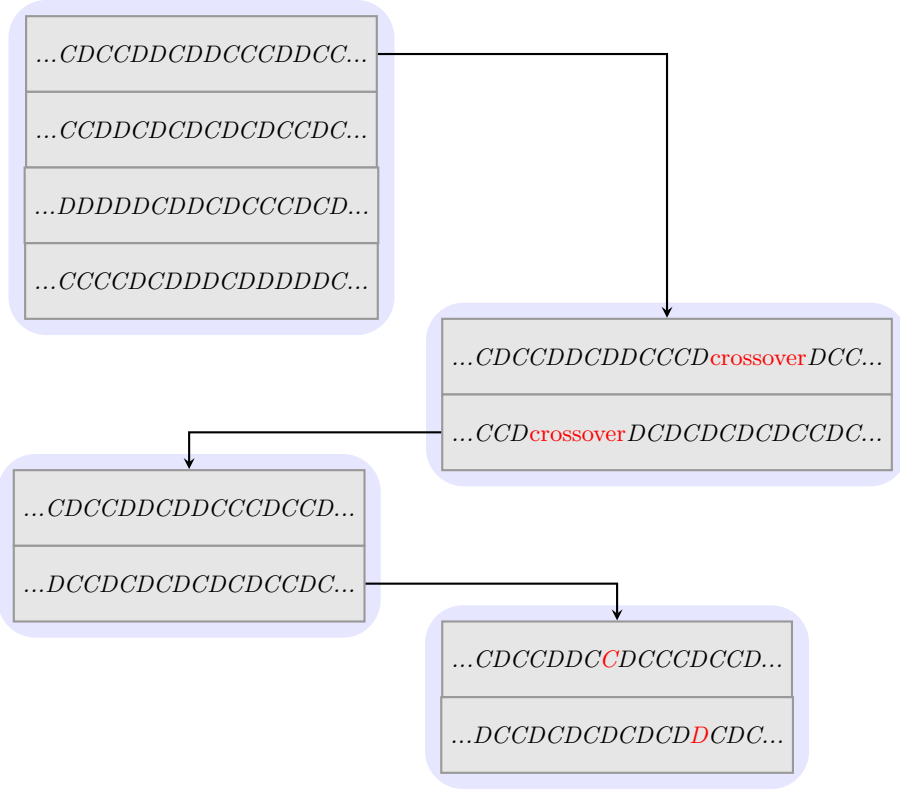 ...CDCCDDCDDCCCDDCC...
...CCDDCDCDCDCDCCDC...
...DDDDDCDDCDCCCDCD...
...CCCCDCDDDCDDDDDC...
...CDCCDDCDDCCCDcrossoverDCC...
...CCDcrossoverDCDCDCDCDCCDC...
...CDCCDDCDDCCCDCCD...
...DCCDCDCDCDCDCCDC...
...CDCCDDCCDCCCDCCD...
...DCCDCDCDCDCDDCDC...